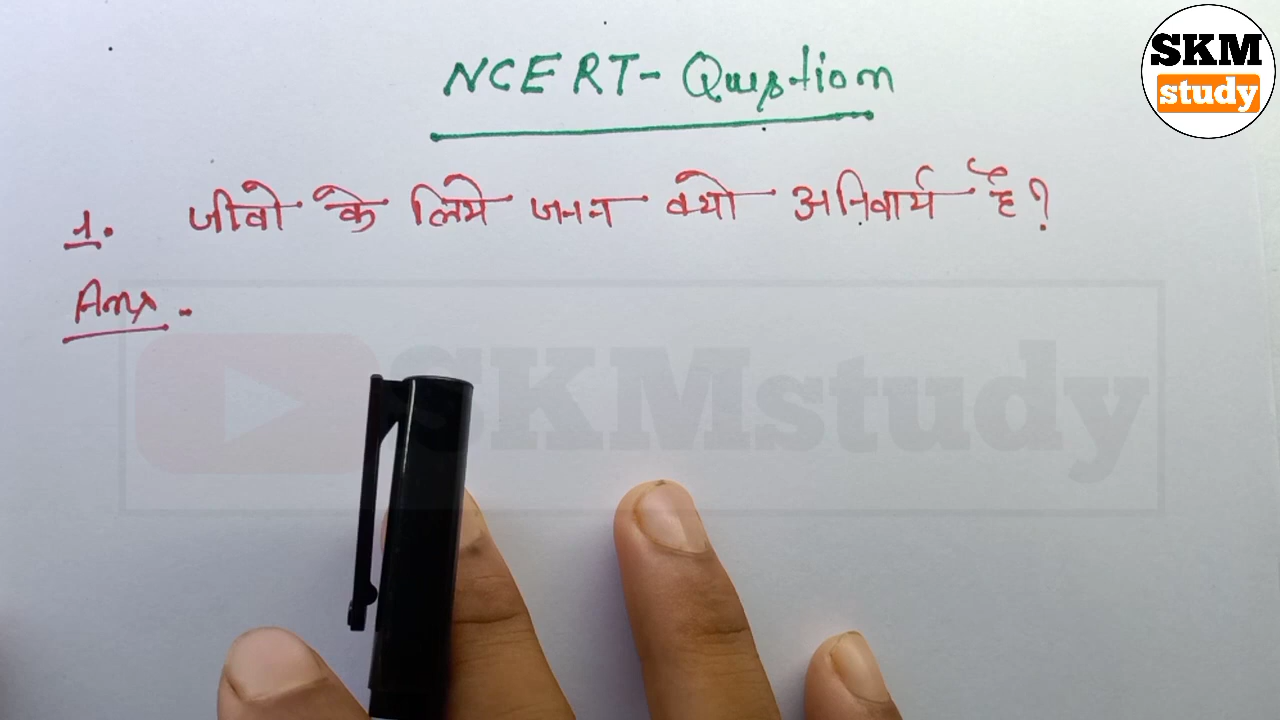 SKM
study
NCERT- Question
1. जीवो के लिये जनन क्यो अनिवार्य है?
Ans.
SKMstudy